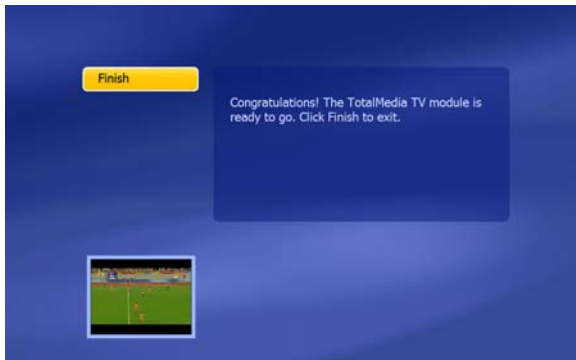 Finish
Congratulations! The TotalMedia TV module is
ready to go. Click Finish to exit.